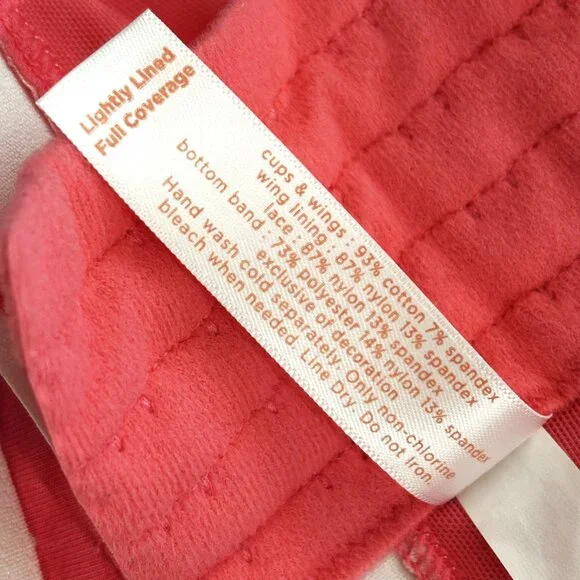 Lightly Lined
Full Coverage
cups & wings : 93% cotton 7% spandex
wing lining : 87% nylon 13% spandex
lace : 87% nylon 13% spandex
bottom band : 73% polyester 14% nylon 13% spandex
exclusive of decoration
Hand wash cold separately. Only non-chlorine
bleach when needed. Line Dry. Do not Iron.